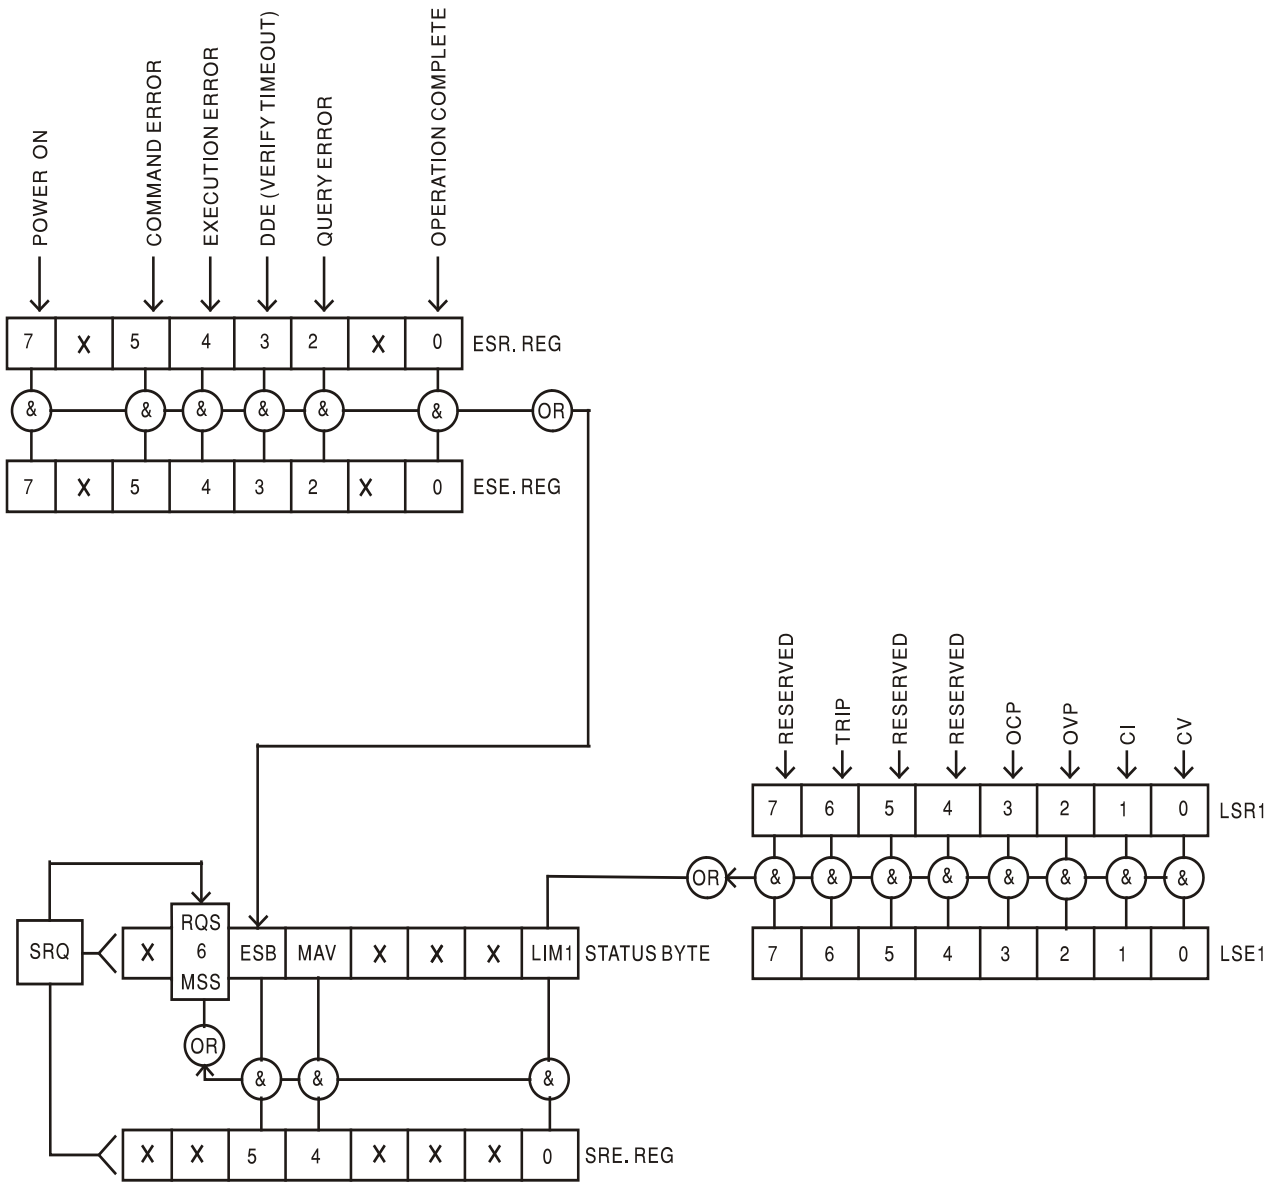 POWER ON
COMMAND ERROR
EXECUTION ERROR
DDE (VERIFY TIMEOUT)
QUERY ERROR
OPERATION COMPLETE
7 X 5 4 3 2 X 0 ESR. REG
& & & & & & OR
7 X 5 4 3 2 X 0 ESE. REG
RESERVED
TRIP
RESERVED
RESERVED
OCP
OVP
CI
CV
7 6 5 4 3 2 1 0 LSR1
OR & & & & & & & &
7 6 5 4 3 2 1 0 LSE1
SRQ
X RQS 6 MSS ESB MAV X X X LIM1 STATUS BYTE
OR
& & &
X X 5 4 X X X 0 SRE. REG